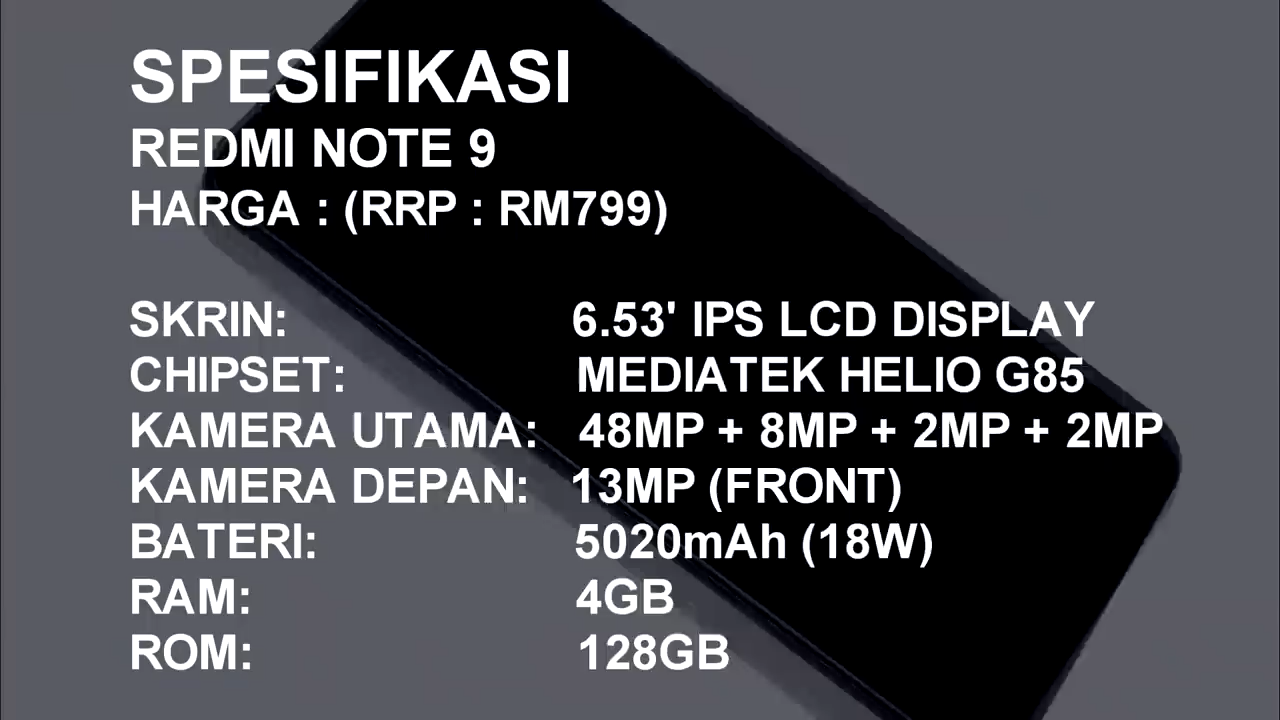 SPESIFIKASI
REDMI NOTE 9
HARGA : (RRP : RM799)
SKRIN: 6.53' IPS LCD DISPLAY
CHIPSET: MEDIATEK HELIO G85
KAMERA UTAMA: 48MP + 8MP + 2MP + 2MP
KAMERA DEPAN: 13MP (FRONT)
BATERI: 5020mAh (18W)
RAM: 4GB
ROM: 128GB